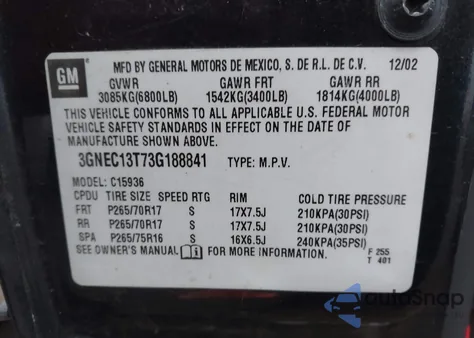 GM
MFD BY GENERAL MOTORS DE MEXICO, S. DE R.L. DE C.V. 12/02
GVWR GAWR FRT GAWR RR
3085KG(6800LB) 1542KG(3400LB) 1814KG(4000LB)
THIS VEHICLE CONFORMS TO ALL APPLICABLE U.S. FEDERAL MOTOR
VEHICLE SAFETY STANDARDS IN EFFECT ON THE DATE OF
MANUFACTURE SHOWN ABOVE.
3GNEC13T73G188841 TYPE: M.P.V.
MODEL: C15936
CPDU TIRE SIZE SPEED RTG RIM COLD TIRE PRESSURE
FRT P265/70R17 S 17X7.5J 210KPA(30PSI)
RR P265/70R17 S 17X7.5J 210KPA(30PSI)
SPA P265/75R16 S 16X6.5J 240KPA(35PSI)
SEE OWNER'S MANUAL FOR MORE INFORMATION. F 255
T 401
autoSnap